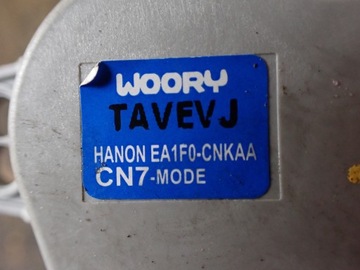 WOORY
TAVEVJ
HANON EA1F0-CNKAA
CN7-MODE